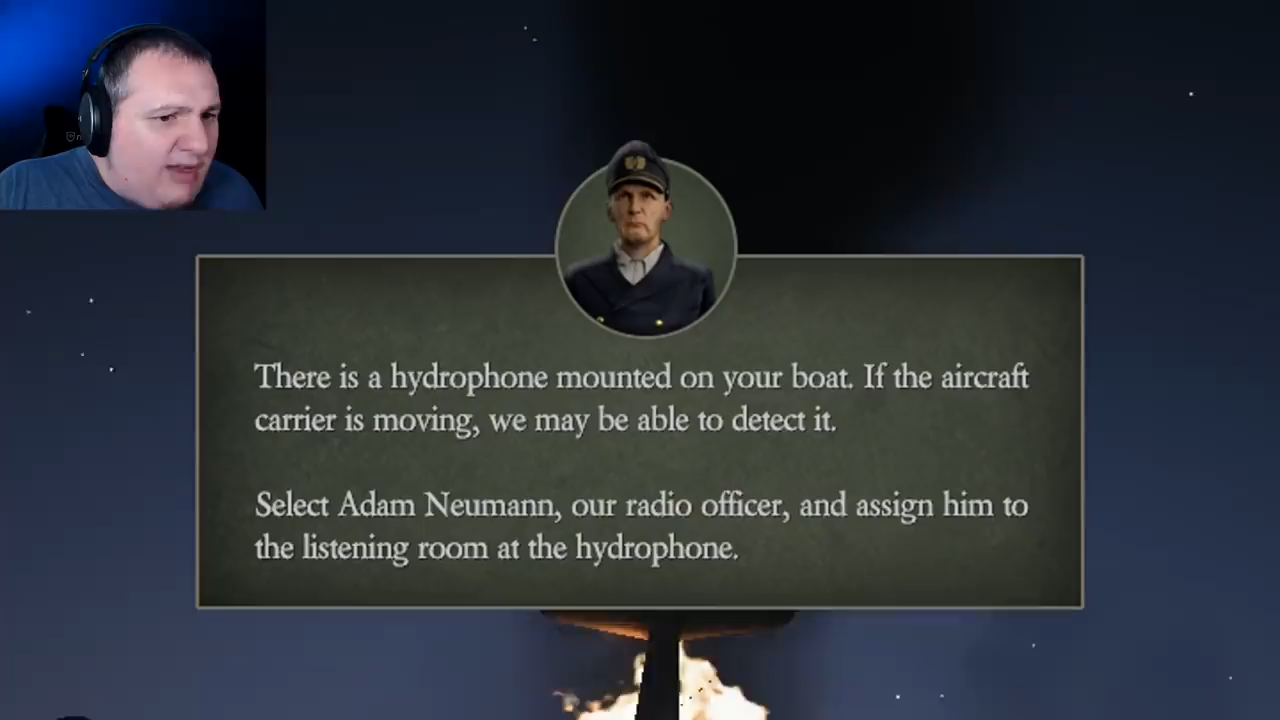 There is a hydrophone mounted on your boat. If the aircraft
carrier is moving, we may be able to detect it.
Select Adam Neumann, our radio officer, and assign him to
the listening room at the hydrophone.